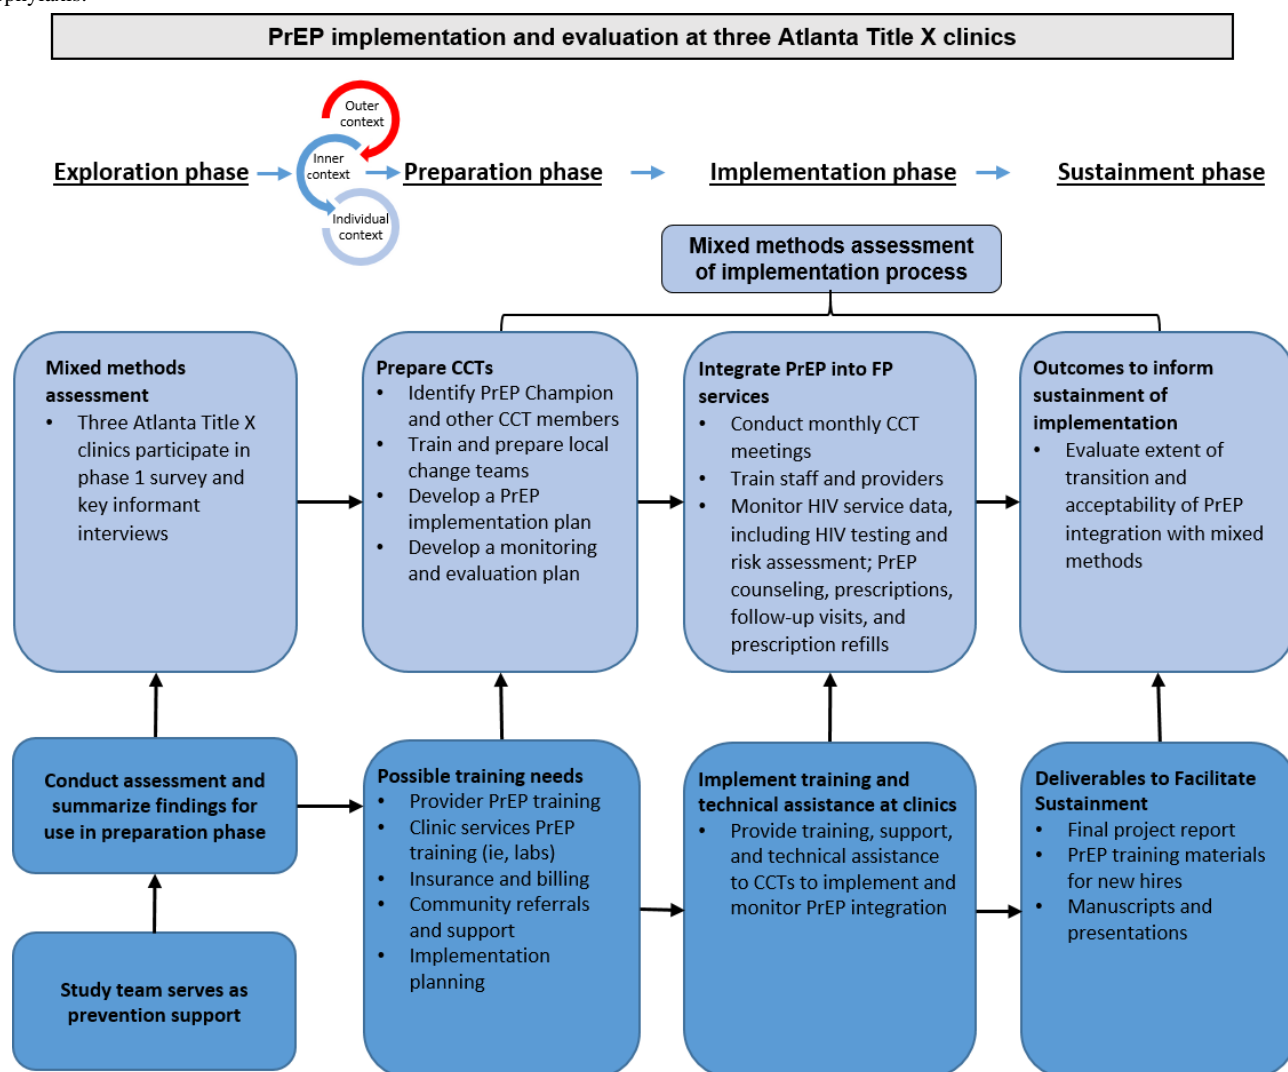 PrEP implementation and evaluation at three Atlanta Title X clinics
Outer
context
Inner
context
Individual
context
Exploration phase
Preparation phase
Implementation phase
Sustainment phase
Mixed methods assessment
of implementation process
Mixed methods
assessment
• Three Atlanta Title X
clinics participate in
phase 1 survey and
key informant
interviews
Prepare CCTs
• Identify PrEP Champion
and other CCT members
• Train and prepare local
change teams
• Develop a PrEP
implementation plan
• Develop a monitoring
and evaluation plan
Integrate PrEP into FP
services
• Conduct monthly CCT
meetings
• Train staff and providers
• Monitor HIV service data,
including HIV testing and
risk assessment; PrEP
counseling, prescriptions,
follow-up visits, and
prescription refills
Outcomes to inform
sustainment of
implementation
• Evaluate extent of
transition and
acceptability of PrEP
integration with mixed
methods
Conduct assessment and
summarize findings for
use in preparation phase
Study team serves as
prevention support
Possible training needs
• Provider PrEP training
• Clinic services PrEP
training (ie, labs)
• Insurance and billing
• Community referrals
and support
• Implementation
planning
Implement training and
technical assistance at clinics
• Provide training, support,
and technical assistance
to CCTs to implement and
monitor PrEP integration
Deliverables to Facilitate
Sustainment
• Final project report
• PrEP training materials
for new hires
• Manuscripts and
presentations